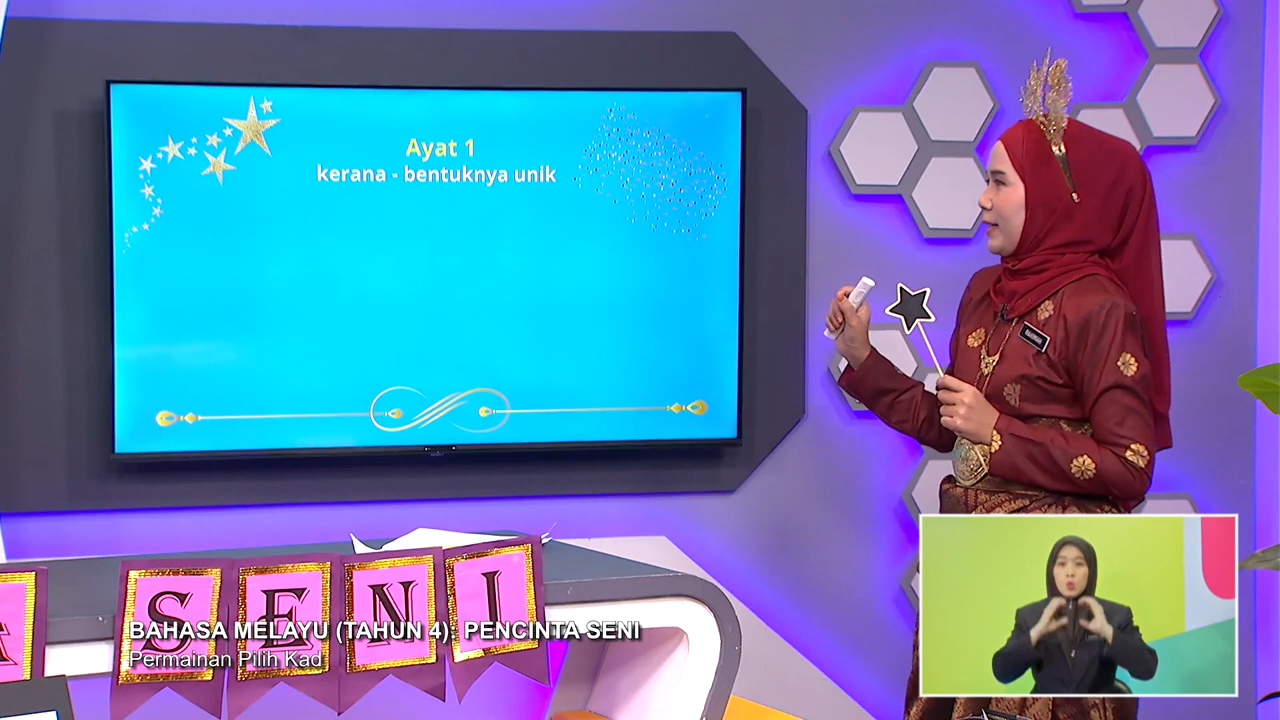 Ayat 1
kerana - bentuknya unik
SENI
BAHASA MELAYU (TAHUN 4): PENCINTA SENI
Permainan Pilih Kad